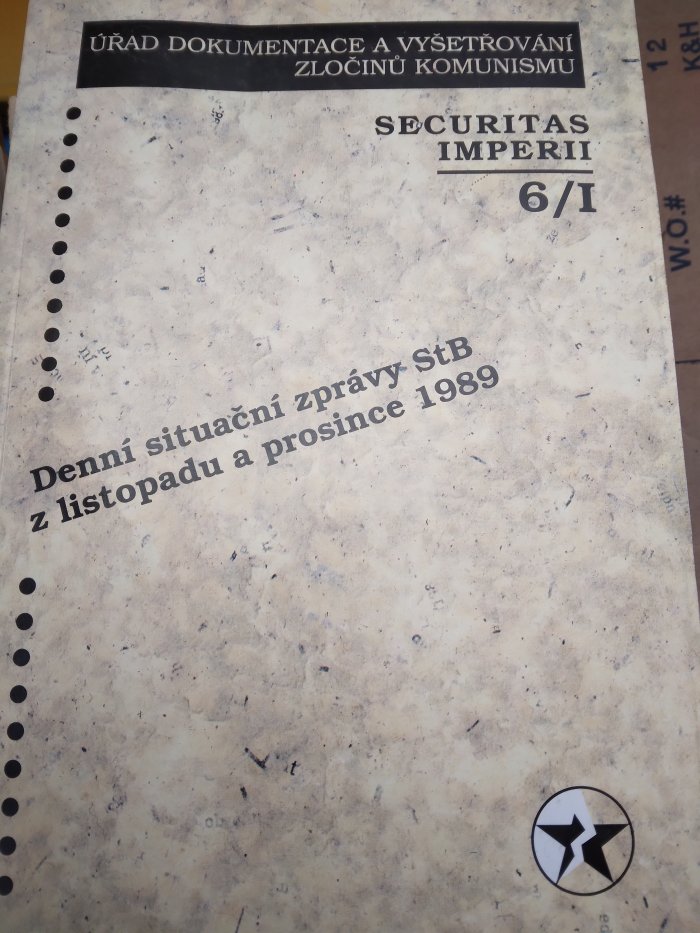 ÚŘAD DOKUMENTACE A VYŠETŘOVÁNÍ
ZLOČINŮ KOMUNISMU
SECURITAS
IMPERII
6/I
Denní situační zprávy StB
z listopadu a prosince 1989
12
K&H
W.O.#